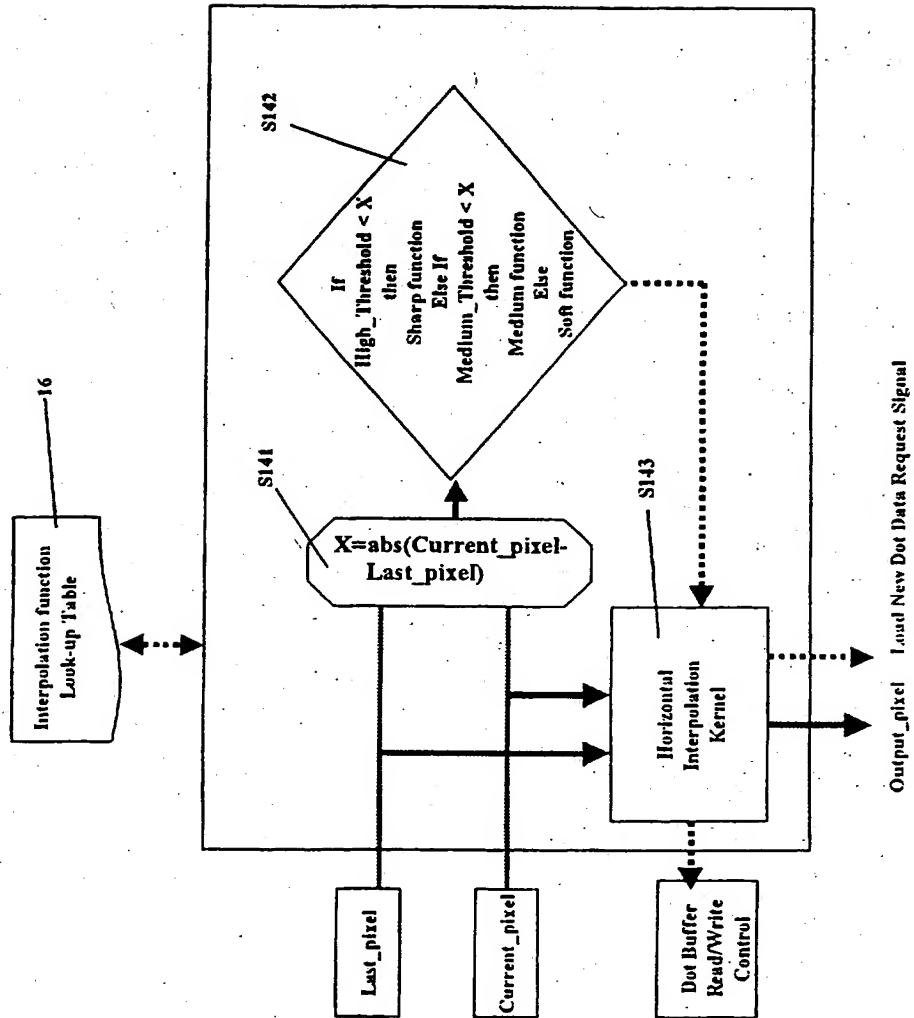 16
Interpolation function
Look-up Table
S142
If
High_Threshold < X
then
Sharp function
Else If
Medium_Threshold < X
then
Medium function
Else
Soft function
S141
X=abs(Current_pixel-
Last_pixel)
S143
Horizontal
Interpolation
Kernel
Last_pixel
Current_pixel
Dot Buffer
Read/Write
Control
Output_pixel
Load New Dot Data Request Signal